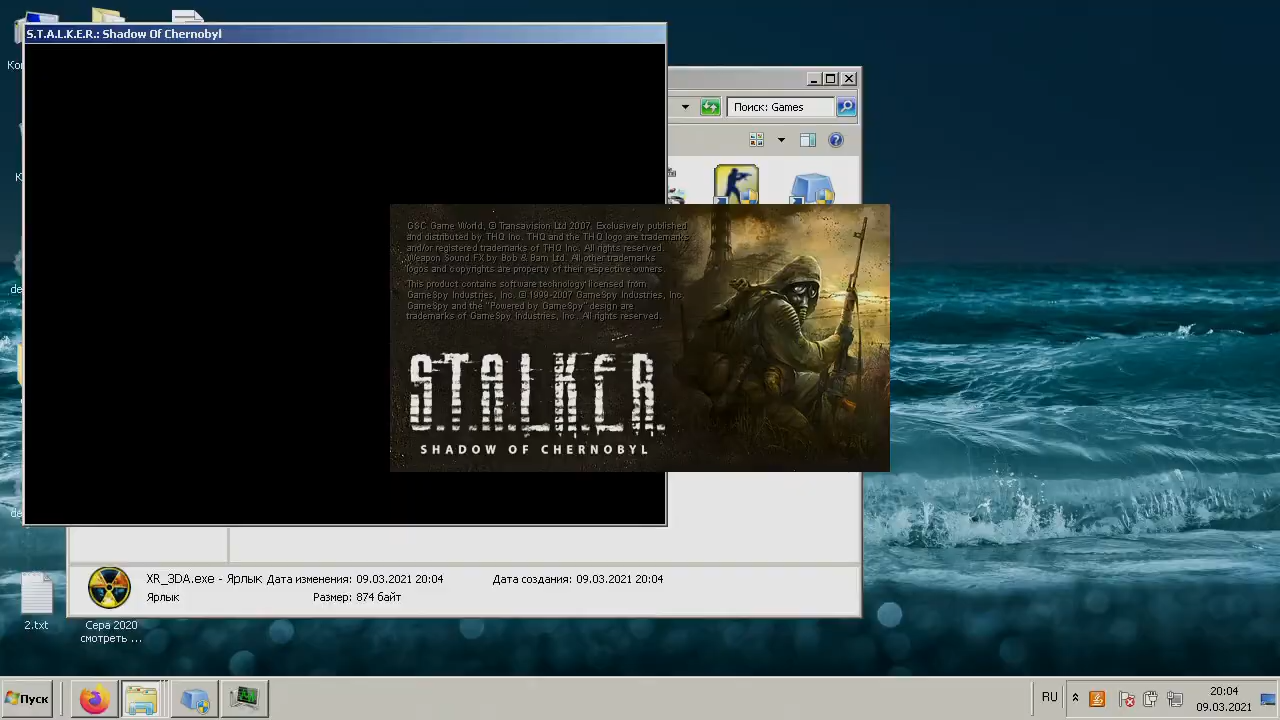 S.T.A.L.K.E.R.: Shadow Of Chernobyl
Поиск: Games
GSC Game World, © Transavision Ltd 2007. Exclusively published
and distributed by THQ Inc. THQ and the THQ logo are trademarks
and/or registered trademarks of THQ Inc. All rights reserved.
Weapon Sound FX by Bob & Barn Ltd. All other trademarks
logos and copyrights are property of their respective owners.
This product contains software technology licensed from
GameSpy Industries, Inc. © 1999-2007 GameSpy Industries, Inc.
GameSpy and the "Powered by GameSpy" design are
trademarks of GameSpy Industries, Inc. All rights reserved.
S.T.A.L.K.E.R.
SHADOW OF CHERNOBYL
XR_3DA.exe - Ярлык Дата изменения: 09.03.2021 20:04 Дата создания: 09.03.2021 20:04
Ярлык Размер: 874 байт
2.txt
Сера 2020
смотреть ...
Пуск
RU
20:04
09.03.2021